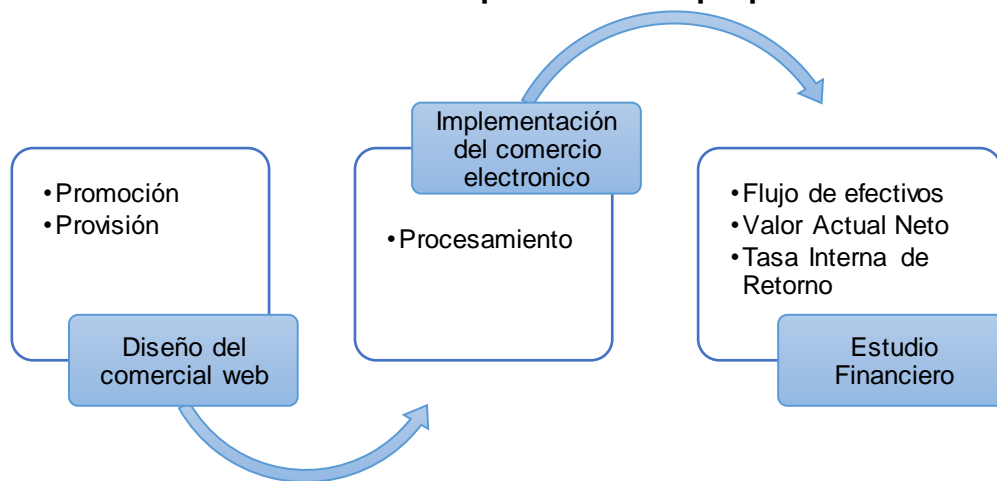 •Promoción
•Provisión
Diseño del
comercial web
Implementación
del comercio
electronico
•Procesamiento
•Flujo de efectivos
•Valor Actual Neto
•Tasa Interna de
Retorno
Estudio
Financiero